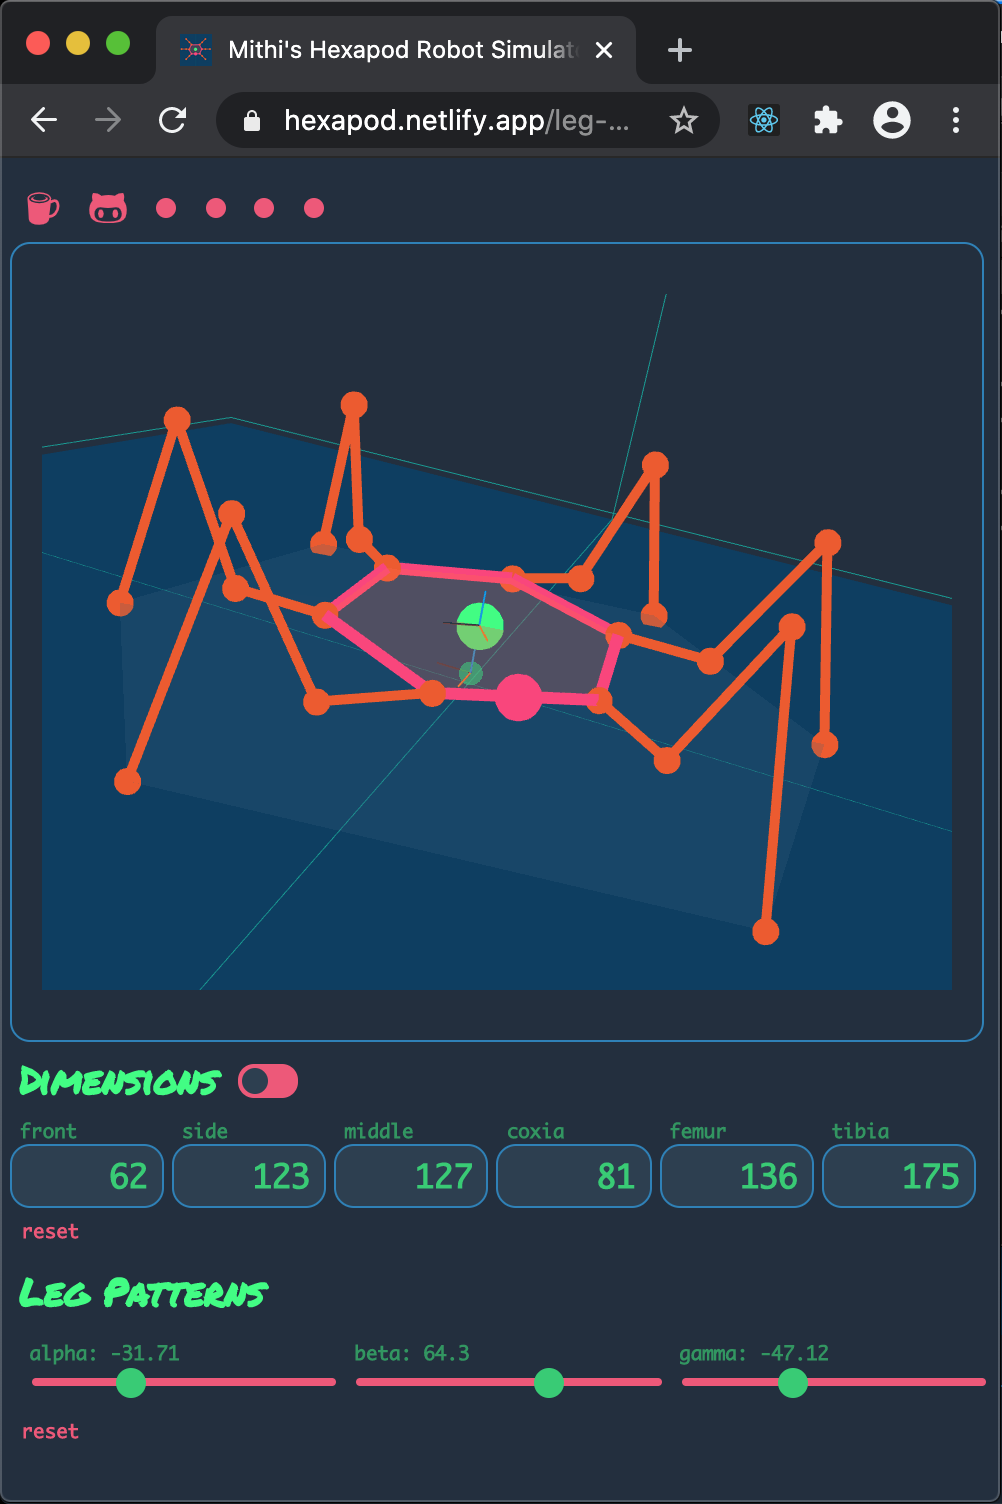 Mithi's Hexapod Robot Simulat
hexapod.netlify.app/leg-...
Dimensions
front side middle coxia femur tibia
62 123 127 81 136 175
reset
Leg Patterns
alpha: -31.71 beta: 64.3 gamma: -47.12
reset